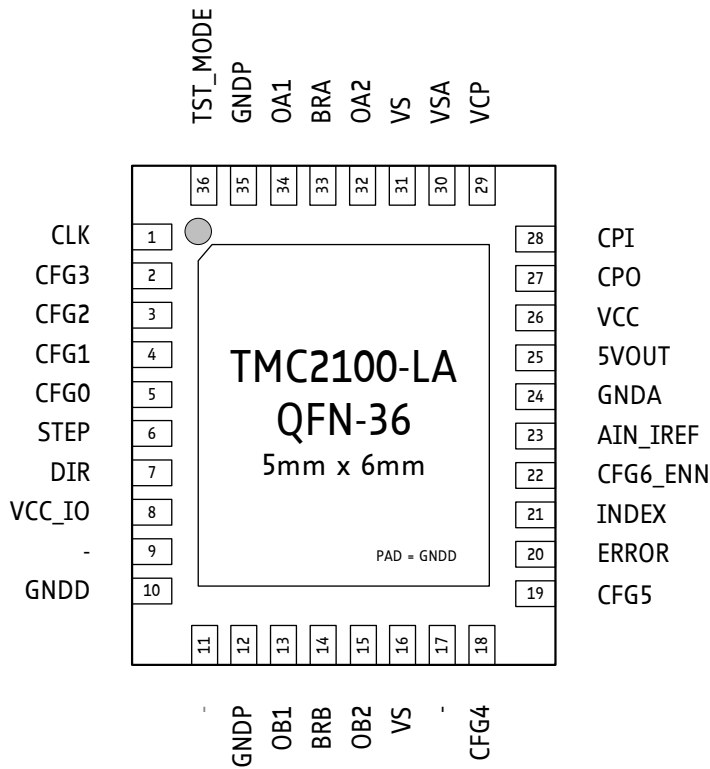 TST_MODE
GNDP
OA1
BRA
OA2
VS
VSA
VCP
36
35
34
33
32
31
30
29
CLK 1
CFG3 2
CFG2 3
CFG1 4
CFG0 5
STEP 6
DIR 7
VCC_IO 8
- 9
GNDD 10
TMC2100-LA
QFN-36
5mm x 6mm
PAD = GNDD
28 CPI
27 CPO
26 VCC
25 5VOUT
24 GNDA
23 AIN_IREF
22 CFG6_ENN
21 INDEX
20 ERROR
19 CFG5
11
12
13
14
15
16
17
18
-
GNDP
OB1
BRB
OB2
VS
-
CFG4